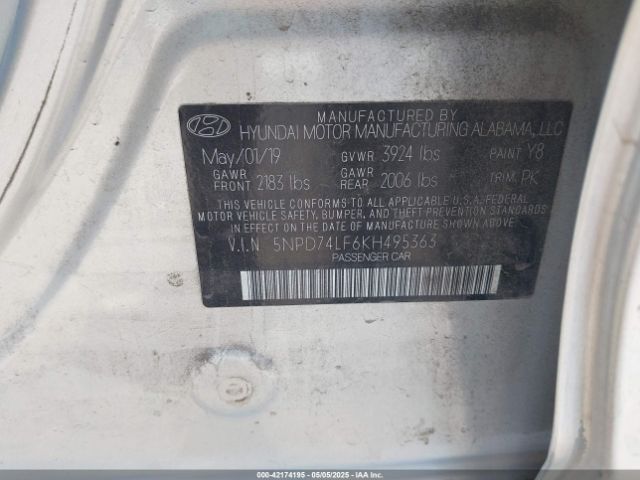 MANUFACTURED BY
HYUNDAI MOTOR MANUFACTURING ALABAMA, LLC
May/01/19 GVWR 3924 lbs PAINT Y8
GAWR FRONT 2183 lbs GAWR REAR 2006 lbs TRIM PK
THIS VEHICLE CONFORMS TO ALL APPLICABLE U.S.A. FEDERAL
MOTOR VEHICLE SAFETY, BUMPER, AND THEFT PREVENTION STANDARDS
IN EFFECT ON THE DATE OF MANUFACTURE SHOWN ABOVE.
V.I.N 5NPD74LF6KH495363
PASSENGER CAR
000-42174195 05/05/2025 IAAI.COM